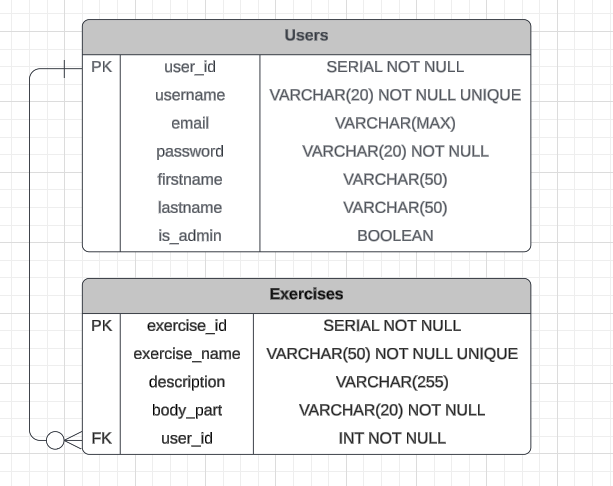 Users
PK user_id SERIAL NOT NULL
username VARCHAR(20) NOT NULL UNIQUE
email VARCHAR(MAX)
password VARCHAR(20) NOT NULL
firstname VARCHAR(50)
lastname VARCHAR(50)
is_admin BOOLEAN
Exercises
PK exercise_id SERIAL NOT NULL
exercise_name VARCHAR(50) NOT NULL UNIQUE
description VARCHAR(255)
body_part VARCHAR(20) NOT NULL
FK user_id INT NOT NULL